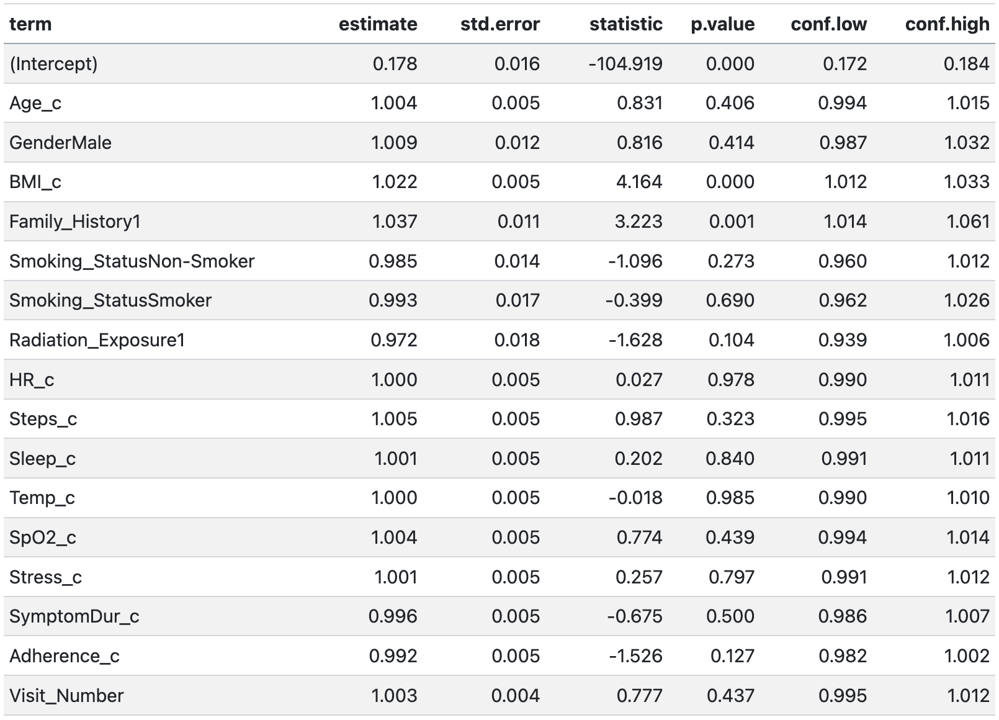 term estimate std.error statistic p.value conf.low conf.high
(Intercept) 0.178 0.016 -104.919 0.000 0.172 0.184
Age_c 1.004 0.005 0.831 0.406 0.994 1.015
GenderMale 1.009 0.012 0.816 0.414 0.987 1.032
BMI_c 1.022 0.005 4.164 0.000 1.012 1.033
Family_History1 1.037 0.011 3.223 0.001 1.014 1.061
Smoking_StatusNon-Smoker 0.985 0.014 -1.096 0.273 0.960 1.012
Smoking_StatusSmoker 0.993 0.017 -0.399 0.690 0.962 1.026
Radiation_Exposure1 0.972 0.018 -1.628 0.104 0.939 1.006
HR_c 1.000 0.005 0.027 0.978 0.990 1.011
Steps_c 1.005 0.005 0.987 0.323 0.995 1.016
Sleep_c 1.001 0.005 0.202 0.840 0.991 1.011
Temp_c 1.000 0.005 -0.018 0.985 0.990 1.010
SpO2_c 1.004 0.005 0.774 0.439 0.994 1.014
Stress_c 1.001 0.005 0.257 0.797 0.991 1.012
SymptomDur_c 0.996 0.005 -0.675 0.500 0.986 1.007
Adherence_c 0.992 0.005 -1.526 0.127 0.982 1.002
Visit_Number 1.003 0.004 0.777 0.437 0.995 1.012